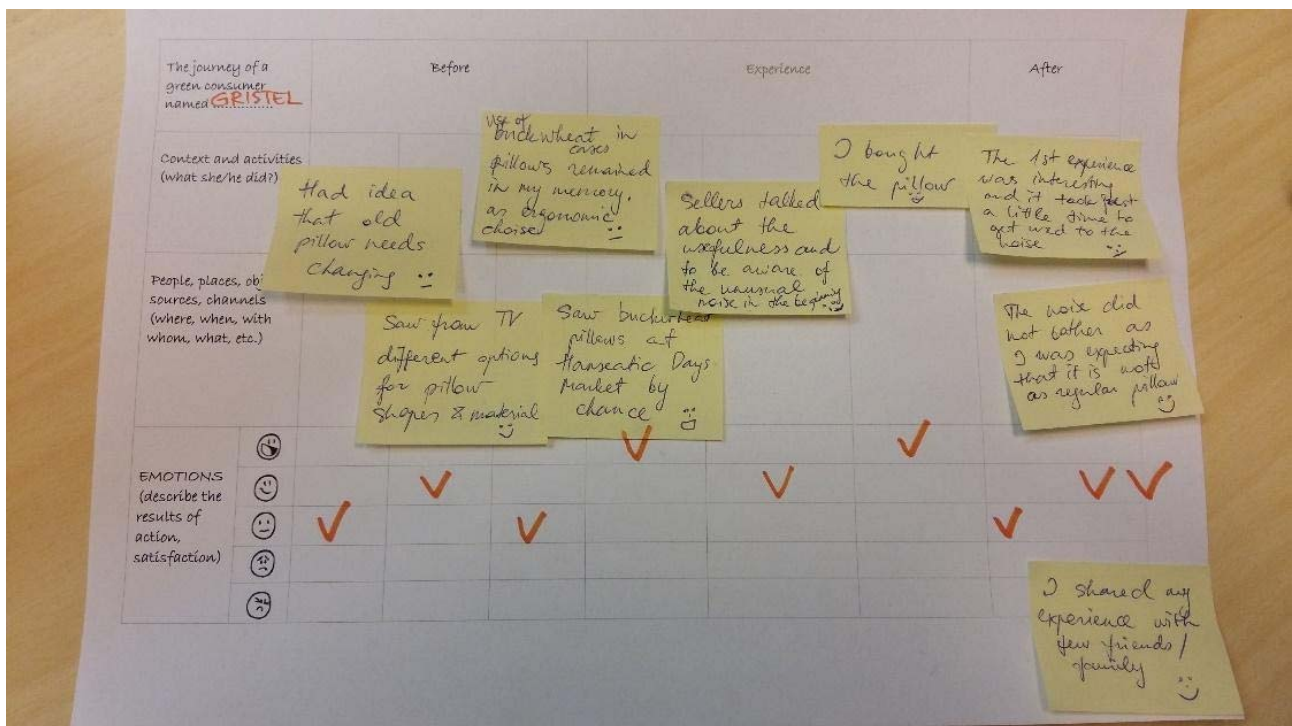 The journey of a
green consumer
named GRISTEL
Before
Experience
After
Context and activities
(what she/he did?)
Had idea
that old
pillow needs
changing
Use of
buckwheat in
cases
pillows remained
in my memory.
as ergonomic
choise
Sellers talked
about the
usefulness and
to be aware of
the unusual
noise in the beginning
I bought
the pillow
The 1st experience
was interesting
and it took just
a little time to
get used to the
noise
People, places, obj
sources, channels
(where, when, with
whom, what, etc.)
Saw from TV
different options
for pillow
shapes & material
Saw buckwheat
pillows at
Hanseatic Days
Market by
chance
The noise did
not bather as
I was expecting
that it is not
as regular pillow
EMOTIONS
(describe the
results of
action,
satisfaction)
I shared my
experience with
few friends/
family